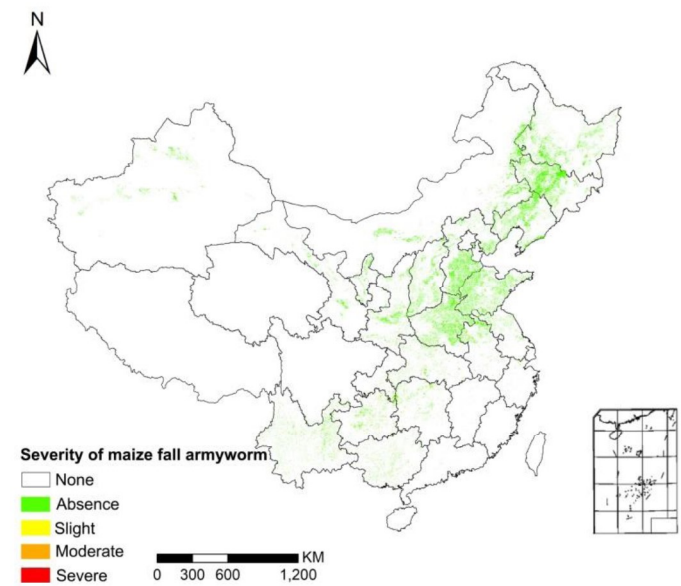 N
Severity of maize fall armyworm
None
Absence
Slight
Moderate
Severe
KM
0 300 600 1,200